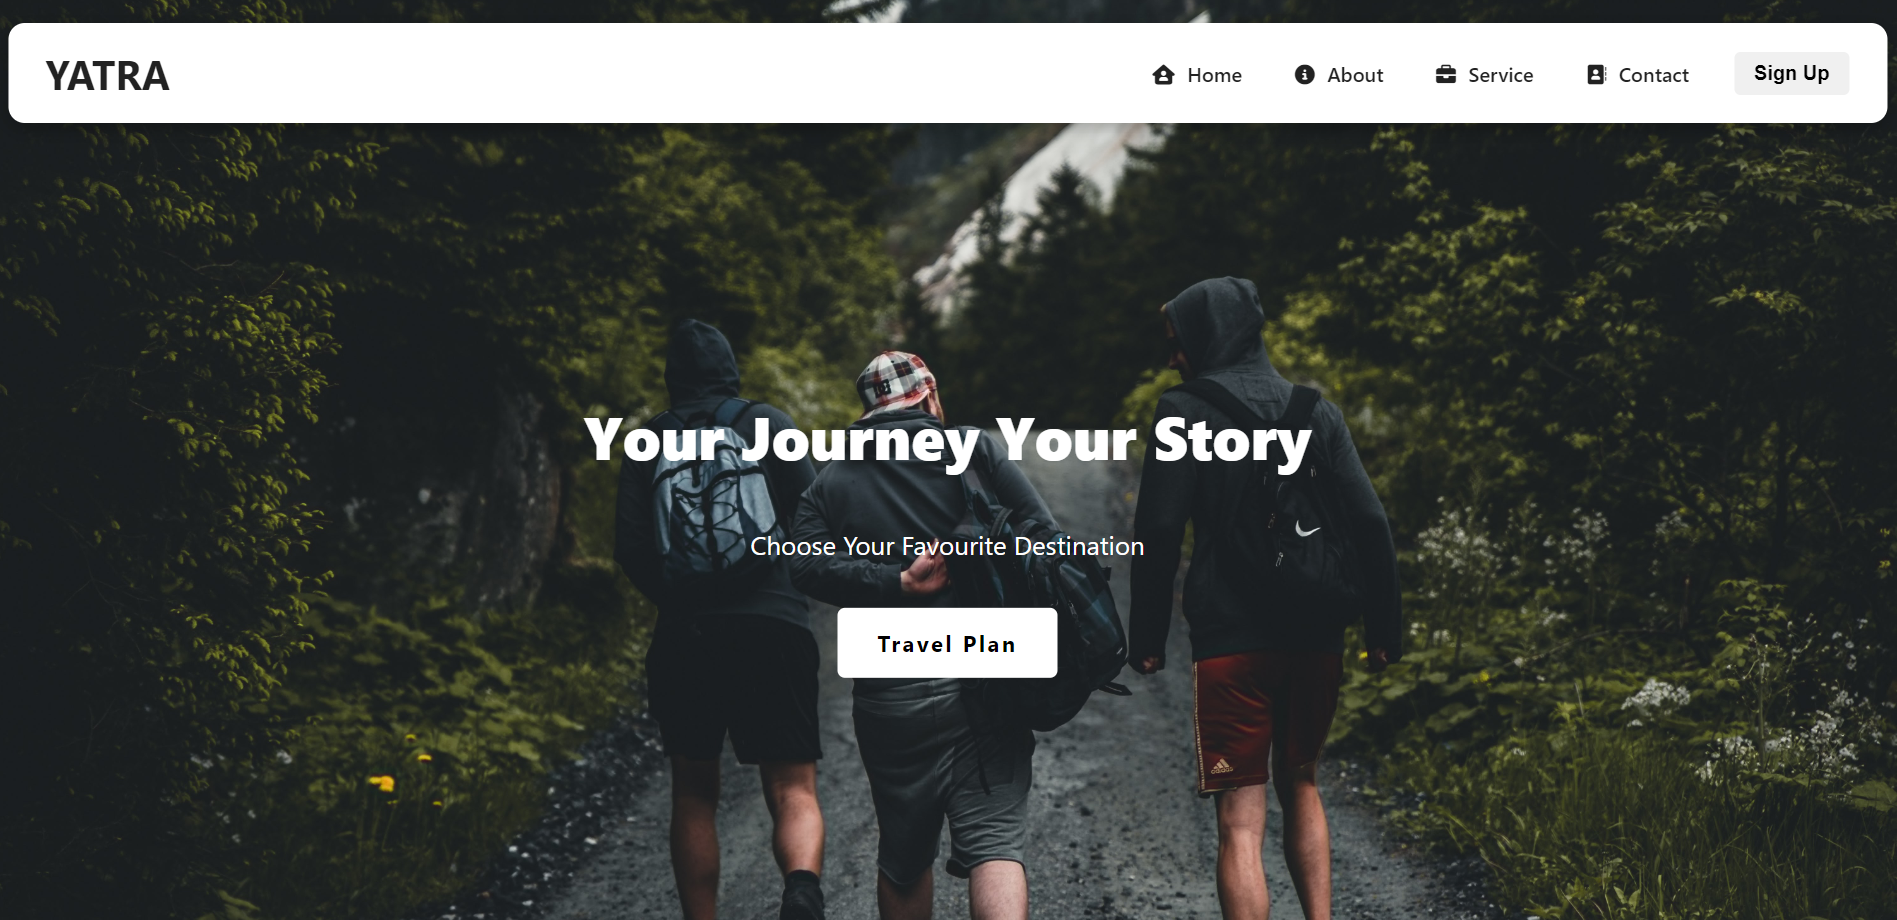 YATRA
Home
About
Service
Contact
Sign Up
Your Journey Your Story
Choose Your Favourite Destination
Travel Plan